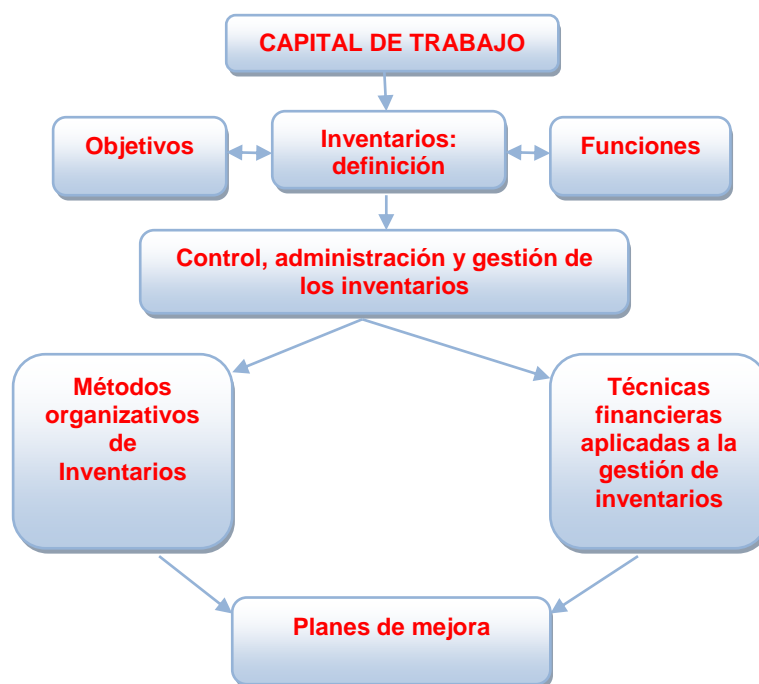 CAPITAL DE TRABAJO
Objetivos
Inventarios:
definición
Funciones
Control, administración y gestión de
los inventarios
Métodos
organizativos
de
Inventarios
Técnicas
financieras
aplicadas a la
gestión de
inventarios
Planes de mejora